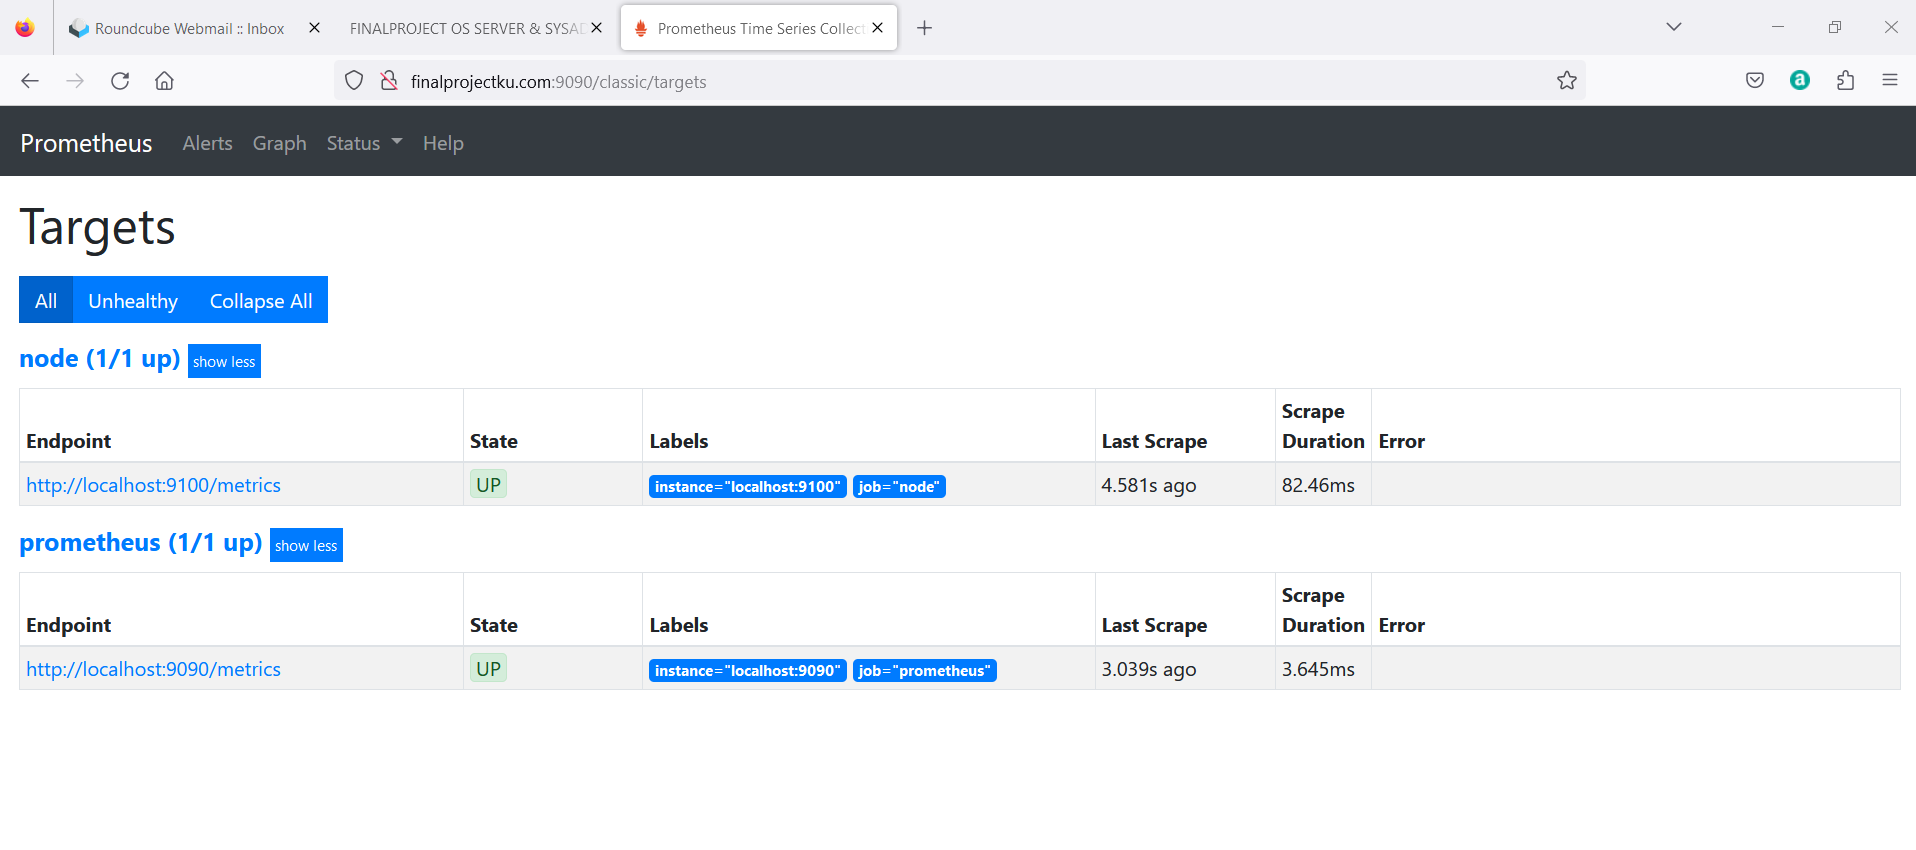 Roundcube Webmail :: Inbox
FINALPROJECT OS SERVER & SYSAD
Prometheus Time Series Collect
finalprojectku.com:9090/classic/targets
Prometheus Alerts Graph Status Help
Targets
All Unhealthy Collapse All
node (1/1 up) show less
Endpoint State Labels Last Scrape Scrape Duration Error
http://localhost:9100/metrics UP instance="localhost:9100" job="node" 4.581s ago 82.46ms
prometheus (1/1 up) show less
Endpoint State Labels Last Scrape Scrape Duration Error
http://localhost:9090/metrics UP instance="localhost:9090" job="prometheus" 3.039s ago 3.645ms